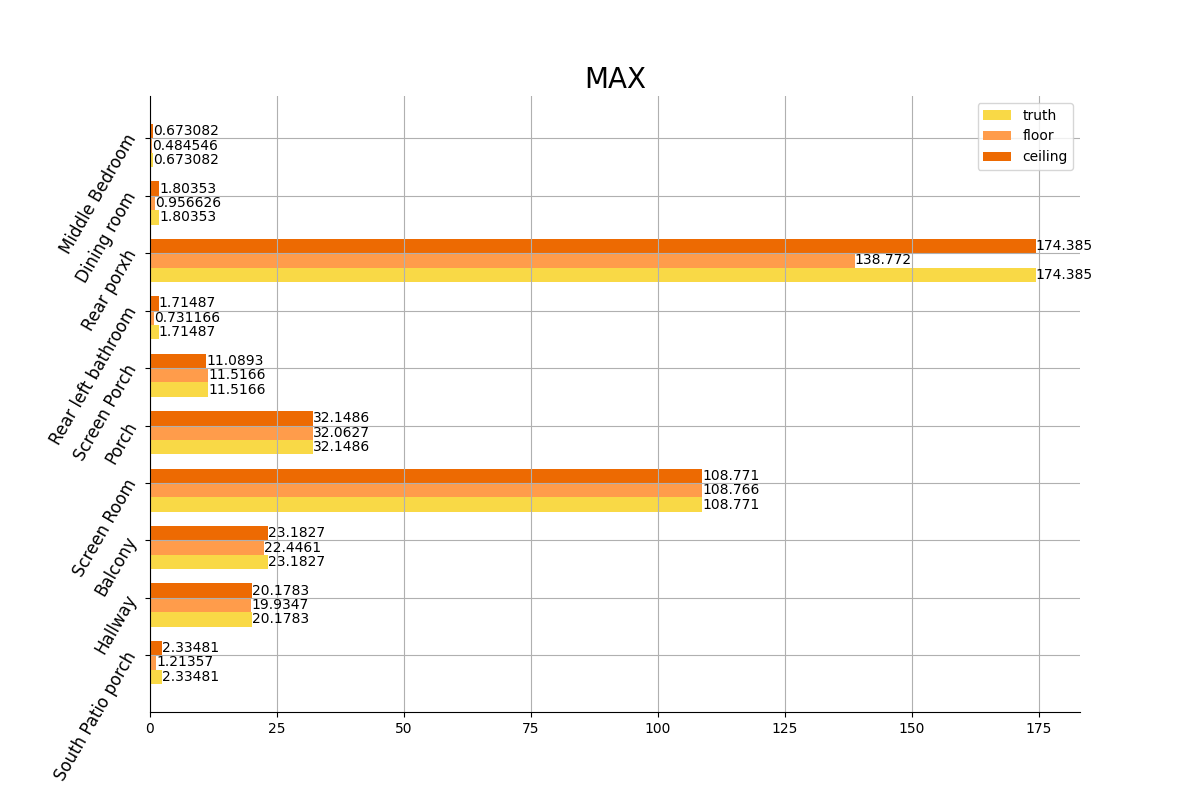 MAX
truth
floor
ceiling
Middle Bedroom
0.673082
0.484546
0.673082
Dining room
1.80353
0.956626
1.80353
Rear porxh
174.385
138.772
174.385
Rear left bathroom
1.71487
0.731166
1.71487
Screen Porch
11.0893
11.5166
11.5166
Porch
32.1486
32.0627
32.1486
Screen Room
108.771
108.766
108.771
Balcony
23.1827
22.4461
23.1827
Hallway
20.1783
19.9347
20.1783
South Patio porch
2.33481
1.21357
2.33481
0 25 50 75 100 125 150 175